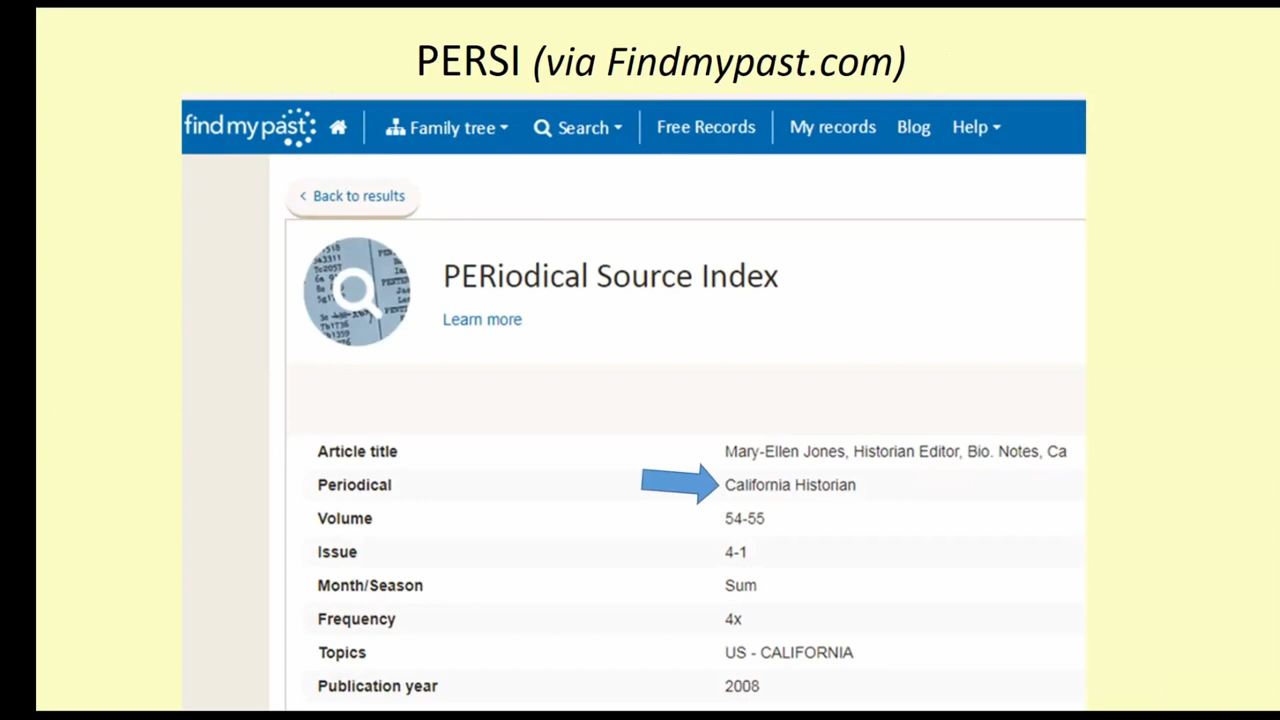 PERSI (via Findmypast.com)
findmypast Family tree Search Free Records My records Blog Help
< Back to results
PERiodical Source Index
Learn more
Article title Mary-Ellen Jones, Historian Editor, Bio. Notes, Ca
Periodical California Historian
Volume 54-55
Issue 4-1
Month/Season Sum
Frequency 4x
Topics US - CALIFORNIA
Publication year 2008